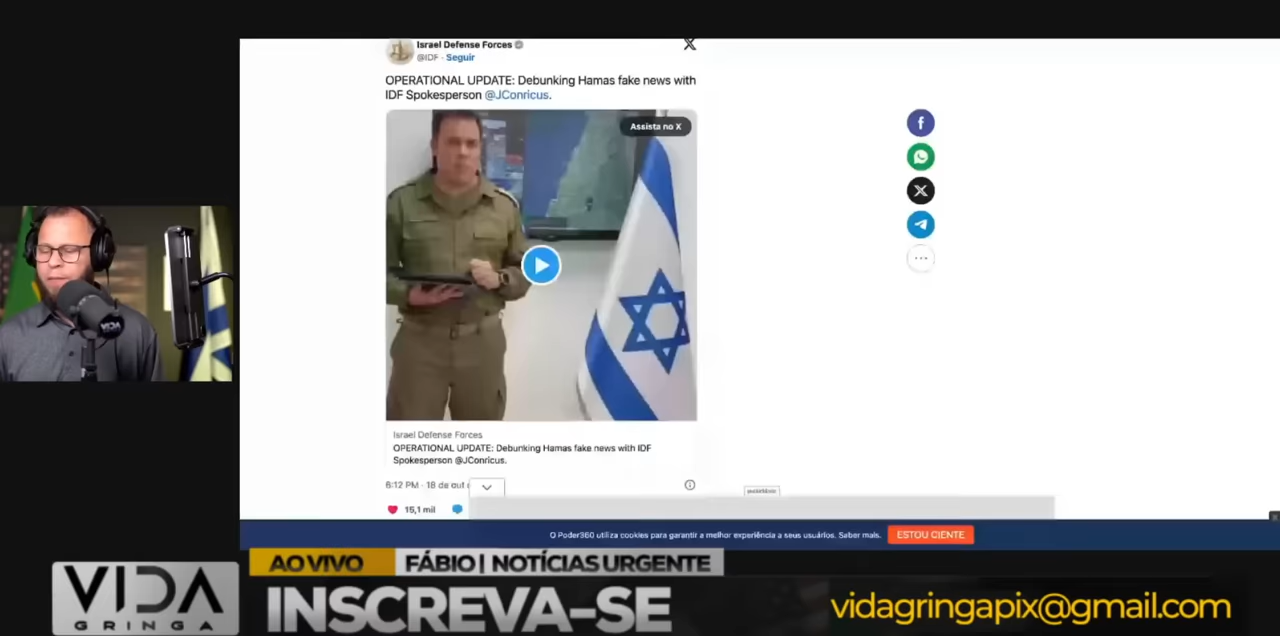 Israel Defense Forces
@IDF · Seguir
OPERATIONAL UPDATE: Debunking Hamas fake news with
IDF Spokesperson @JConricus.
Assista no X
Israel Defense Forces
OPERATIONAL UPDATE: Debunking Hamas fake news with IDF
Spokesperson @JConricus.
6:12 PM · 18 de out
15,1 mil
O Poder360 utiliza cookies para garantir a melhor experiência a seus usuários. Saber mais.
ESTOU CIENTE
AO VIVO
FÁBIO | NOTÍCIAS URGENTE
VIDA
GRINGA
INSCREVA-SE
vidagringapix@gmail.com